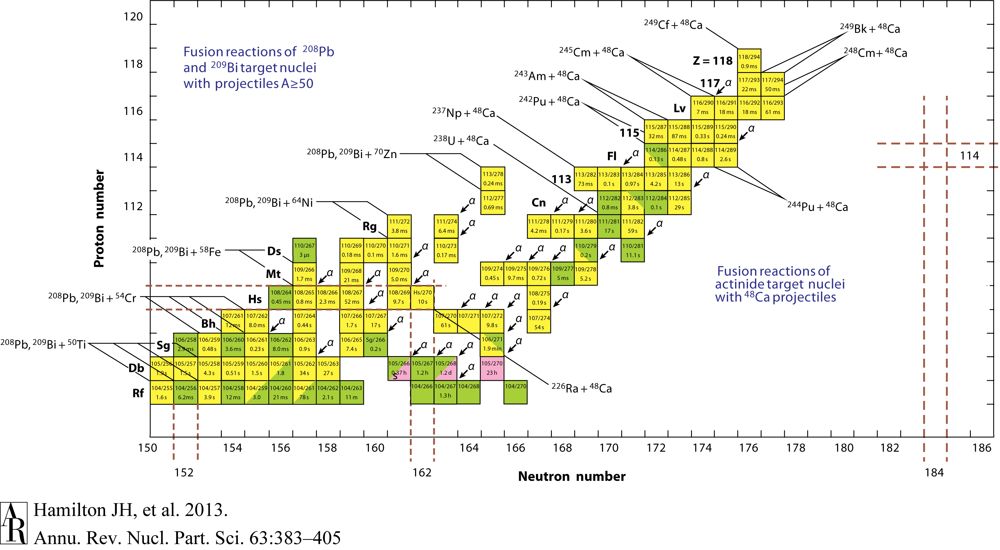 120
118
116
114
112
Proton number
Fusion reactions of ²⁰⁸Pb
and ²⁰⁹Bi target nuclei
with projectiles A≥50
²⁴⁹Cf + ⁴⁸Ca
²⁴⁹Bk + ⁴⁸Ca
²⁴⁵Cm + ⁴⁸Ca
²⁴⁸Cm+ ⁴⁸Ca
²⁴³Am + ⁴⁸Ca
²⁴²Pu + ⁴⁸Ca
²³⁷Np + ⁴⁸Ca
²³⁸U + ⁴⁸Ca
²⁰⁸Pb, ²⁰⁹Bi + ⁷⁰Zn
²⁰⁸Pb, ²⁰⁹Bi + ⁶⁴Ni
²⁰⁸Pb, ²⁰⁹Bi + ⁵⁸Fe
²⁰⁸Pb, ²⁰⁹Bi + ⁵⁴Cr
²⁰⁸Pb, ²⁰⁹Bi + ⁵⁰Ti
²⁴⁴Pu + ⁴⁸Ca
²²⁶Ra + ⁴⁸Ca
Z = 118
118/294
0.9 ms
117 α
117/293 117/294
22 ms 50 ms
Lv
116/290 116/291 116/292 116/293
7 ms 18 ms 18 ms 61 ms
115
115/287 115/288 115/289 115/290 α
32 ms 87 ms 0.33 s 0.24 ms
Fl α
114/286 114/287 114/288 114/289
0.13 s 0.48 s 0.8 s 2.6 s
114
113/278
0.24 ms
113
113/282 113/283 113/284 113/285 113/286 α
73 ms 0.1 s 0.97 s 4.2 s 13 s
112/277
0.69 ms
α
Cn α α
112/282 112/283 112/284 112/285
0.8 ms 3.8 s 0.1 s 29 s
Rg
111/272 111/274 α
3.8 ms 6.4 ms
111/278 111/279 111/280 111/281 111/282 α
4.2 ms 0.17 s 3.6 s 17 s 59 s
Ds
110/267 110/269 110/270 110/271 α 110/273
3 μs 0.18 ms 0.1 ms 1.6 ms 0.17 ms
α α α 110/279 α 110/281
0.2 s 11.1 s
Mt
109/266 α 109/268 α 109/270 α
1.7 ms 21 ms 5.0 ms
109/274 109/275 109/276 109/277 109/278
0.45 s 9.7 ms 0.72 s 5 ms 5.2 s
Hs
108/264 108/265 108/266 108/267 α 108/269 Hs/270
0.45 ms 0.8 ms 2.3 ms 52 ms 9.7 s 10 s
α α α 108/275 α
0.19 s
Bh
107/261 107/262 α 107/264 107/266 107/267 α
12 ms 8.0 ms 0.44 s 1.7 s 17 s
107/270 107/271 107/272 α 107/274
61 s 9.8 s 54 s
Sg
106/258 106/259 106/260 106/261 106/262 106/263 α 106/265 Sg/266
2.9 ms 0.48 s 3.6 ms 0.23 s 8.0 ms 0.9 s 7.4 s 0.2 s
α α α 106/271 α
1.9 min
Db
105/256 105/257 105/258 105/259 105/260 105/261 105/262 105/263
1.9 s 1.5 s 4.3 s 0.51 s 1.5 s 1.8 34 s 27 s
105/266 105/267 105/268 α 105/270
0.37 h 1.2 h 1.2 d 23 h
s
Rf
104/255 104/256 104/257 104/258 104/259 104/260 104/261 104/262 104/263
1.6 s 6.2ms 3.9 s 12 ms 3.0 21 ms 78 s 2.1 s 11 m
104/266 104/267 104/268 104/270
1.3 h
Fusion reactions of
actinide target nuclei
with ⁴⁸Ca projectiles
150 154 156 158 160 164 166 168 170 172 174 176 178 180 182 186
152 162 184
Neutron number
AR
Hamilton JH, et al. 2013.
Annu. Rev. Nucl. Part. Sci. 63:383–405